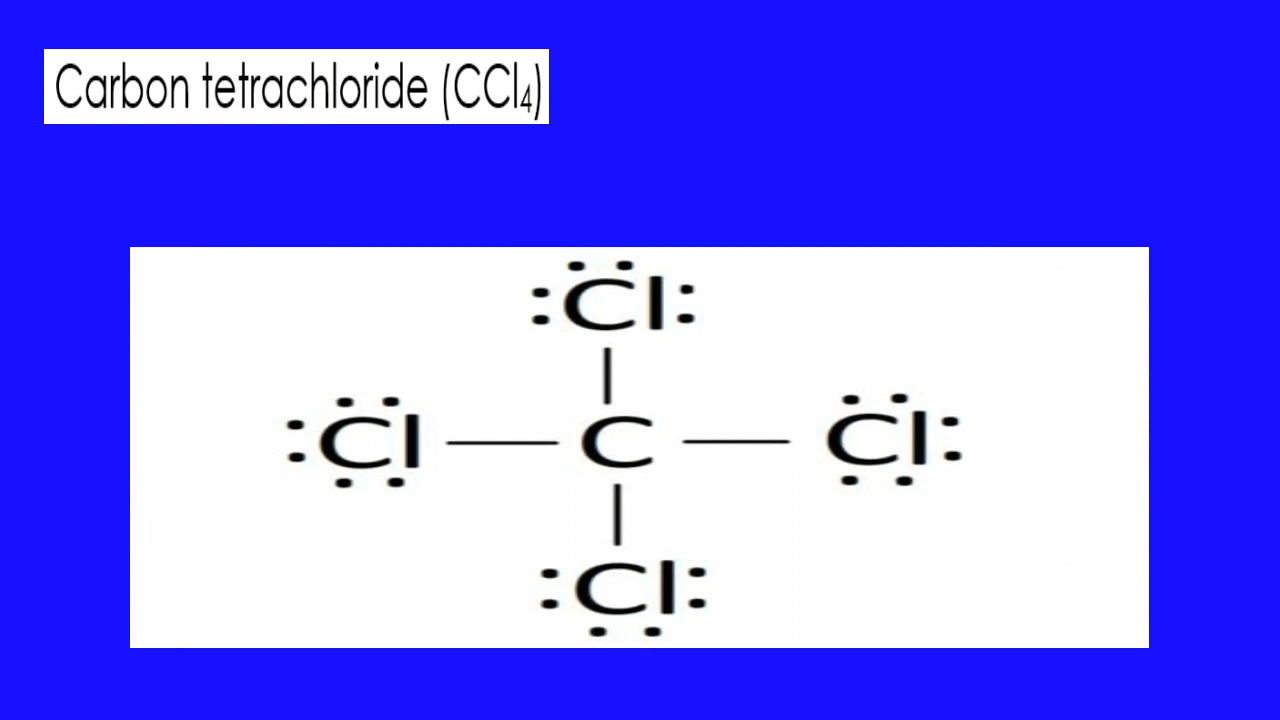 Carbon tetrachloride (CCl₄)
Cl
Cl — C — Cl
Cl